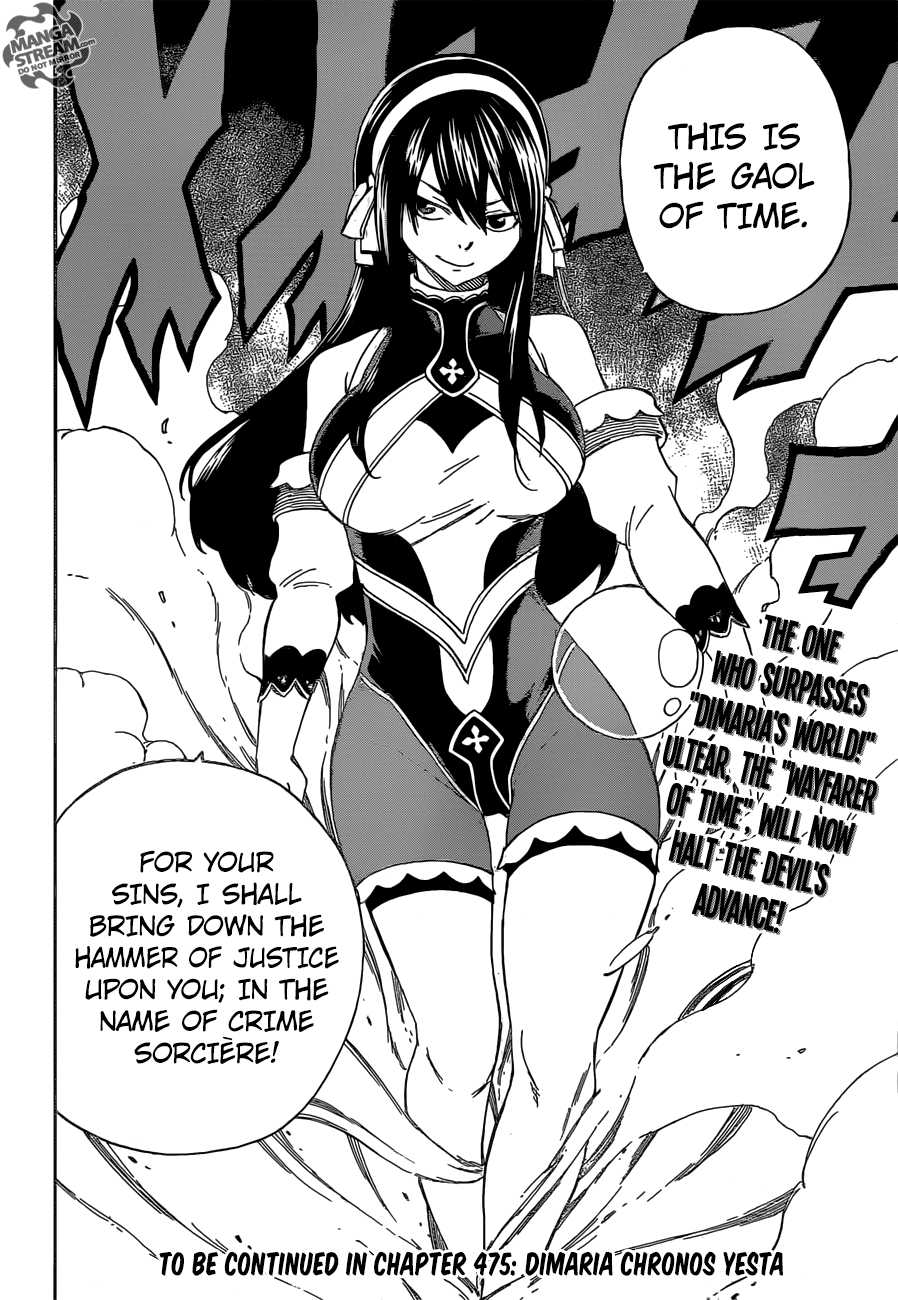 MANGA
STREAM.com
DO NOT MIRROR
THIS IS
THE GAOL
OF TIME.
THE ONE
WHO SURPASSES
"DIMARIA'S WORLD!"
ULTEAR, THE "WAYFARER
OF TIME", WILL NOW
HALT THE DEVIL'S
ADVANCE!
FOR YOUR
SINS, I SHALL
BRING DOWN THE
HAMMER OF JUSTICE
UPON YOU; IN THE
NAME OF CRIME
SORCIÈRE!
TO BE CONTINUED IN CHAPTER 475: DIMARIA CHRONOS YESTA